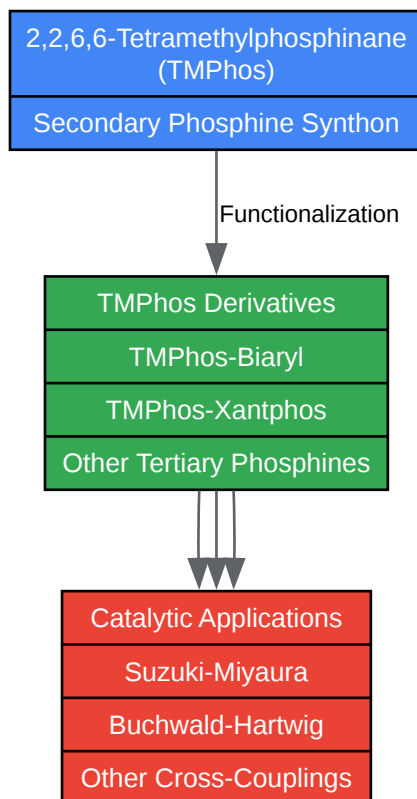 2,2,6,6-Tetramethylphosphinane
(TMPhos)
Secondary Phosphine Synthon
Functionalization
TMPhos Derivatives
TMPhos-Biaryl
TMPhos-Xantphos
Other Tertiary Phosphines
Catalytic Applications
Suzuki-Miyaura
Buchwald-Hartwig
Other Cross-Couplings